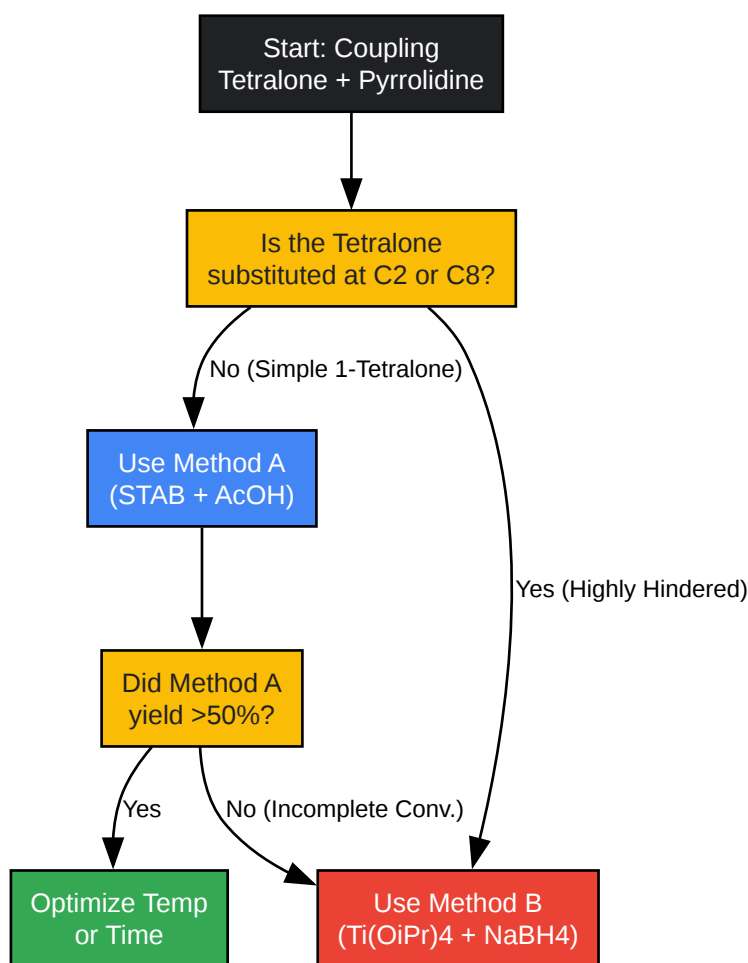 Start: Coupling
Tetralone + Pyrrolidine
Is the Tetralone
substituted at C2 or C8?
No (Simple 1-Tetralone)
Use Method A
(STAB + AcOH)
Yes (Highly Hindered)
Did Method A
yield >50%?
Yes
No (Incomplete Conv.)
Optimize Temp
or Time
Use Method B
(Ti(OiPr)4 + NaBH4)